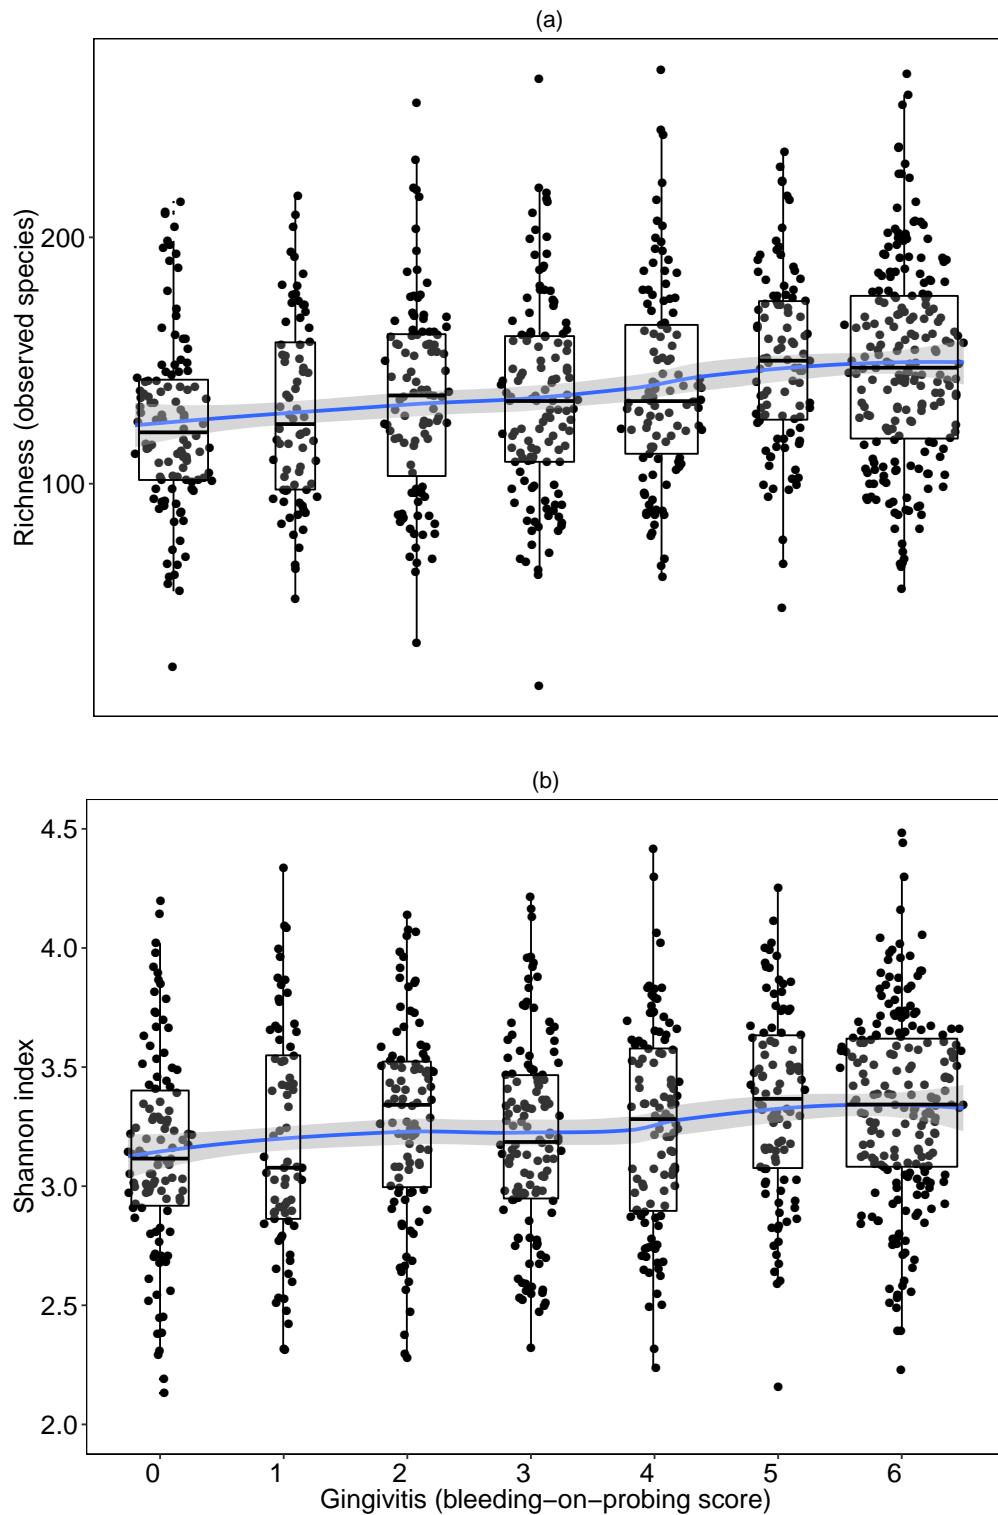 (a)
Richness (observed species)
200
100
(b)
Shannon index
4.5
4.0
3.5
3.0
2.5
2.0
0 1 2 3 4 5 6
Gingivitis (bleeding−on−probing score)